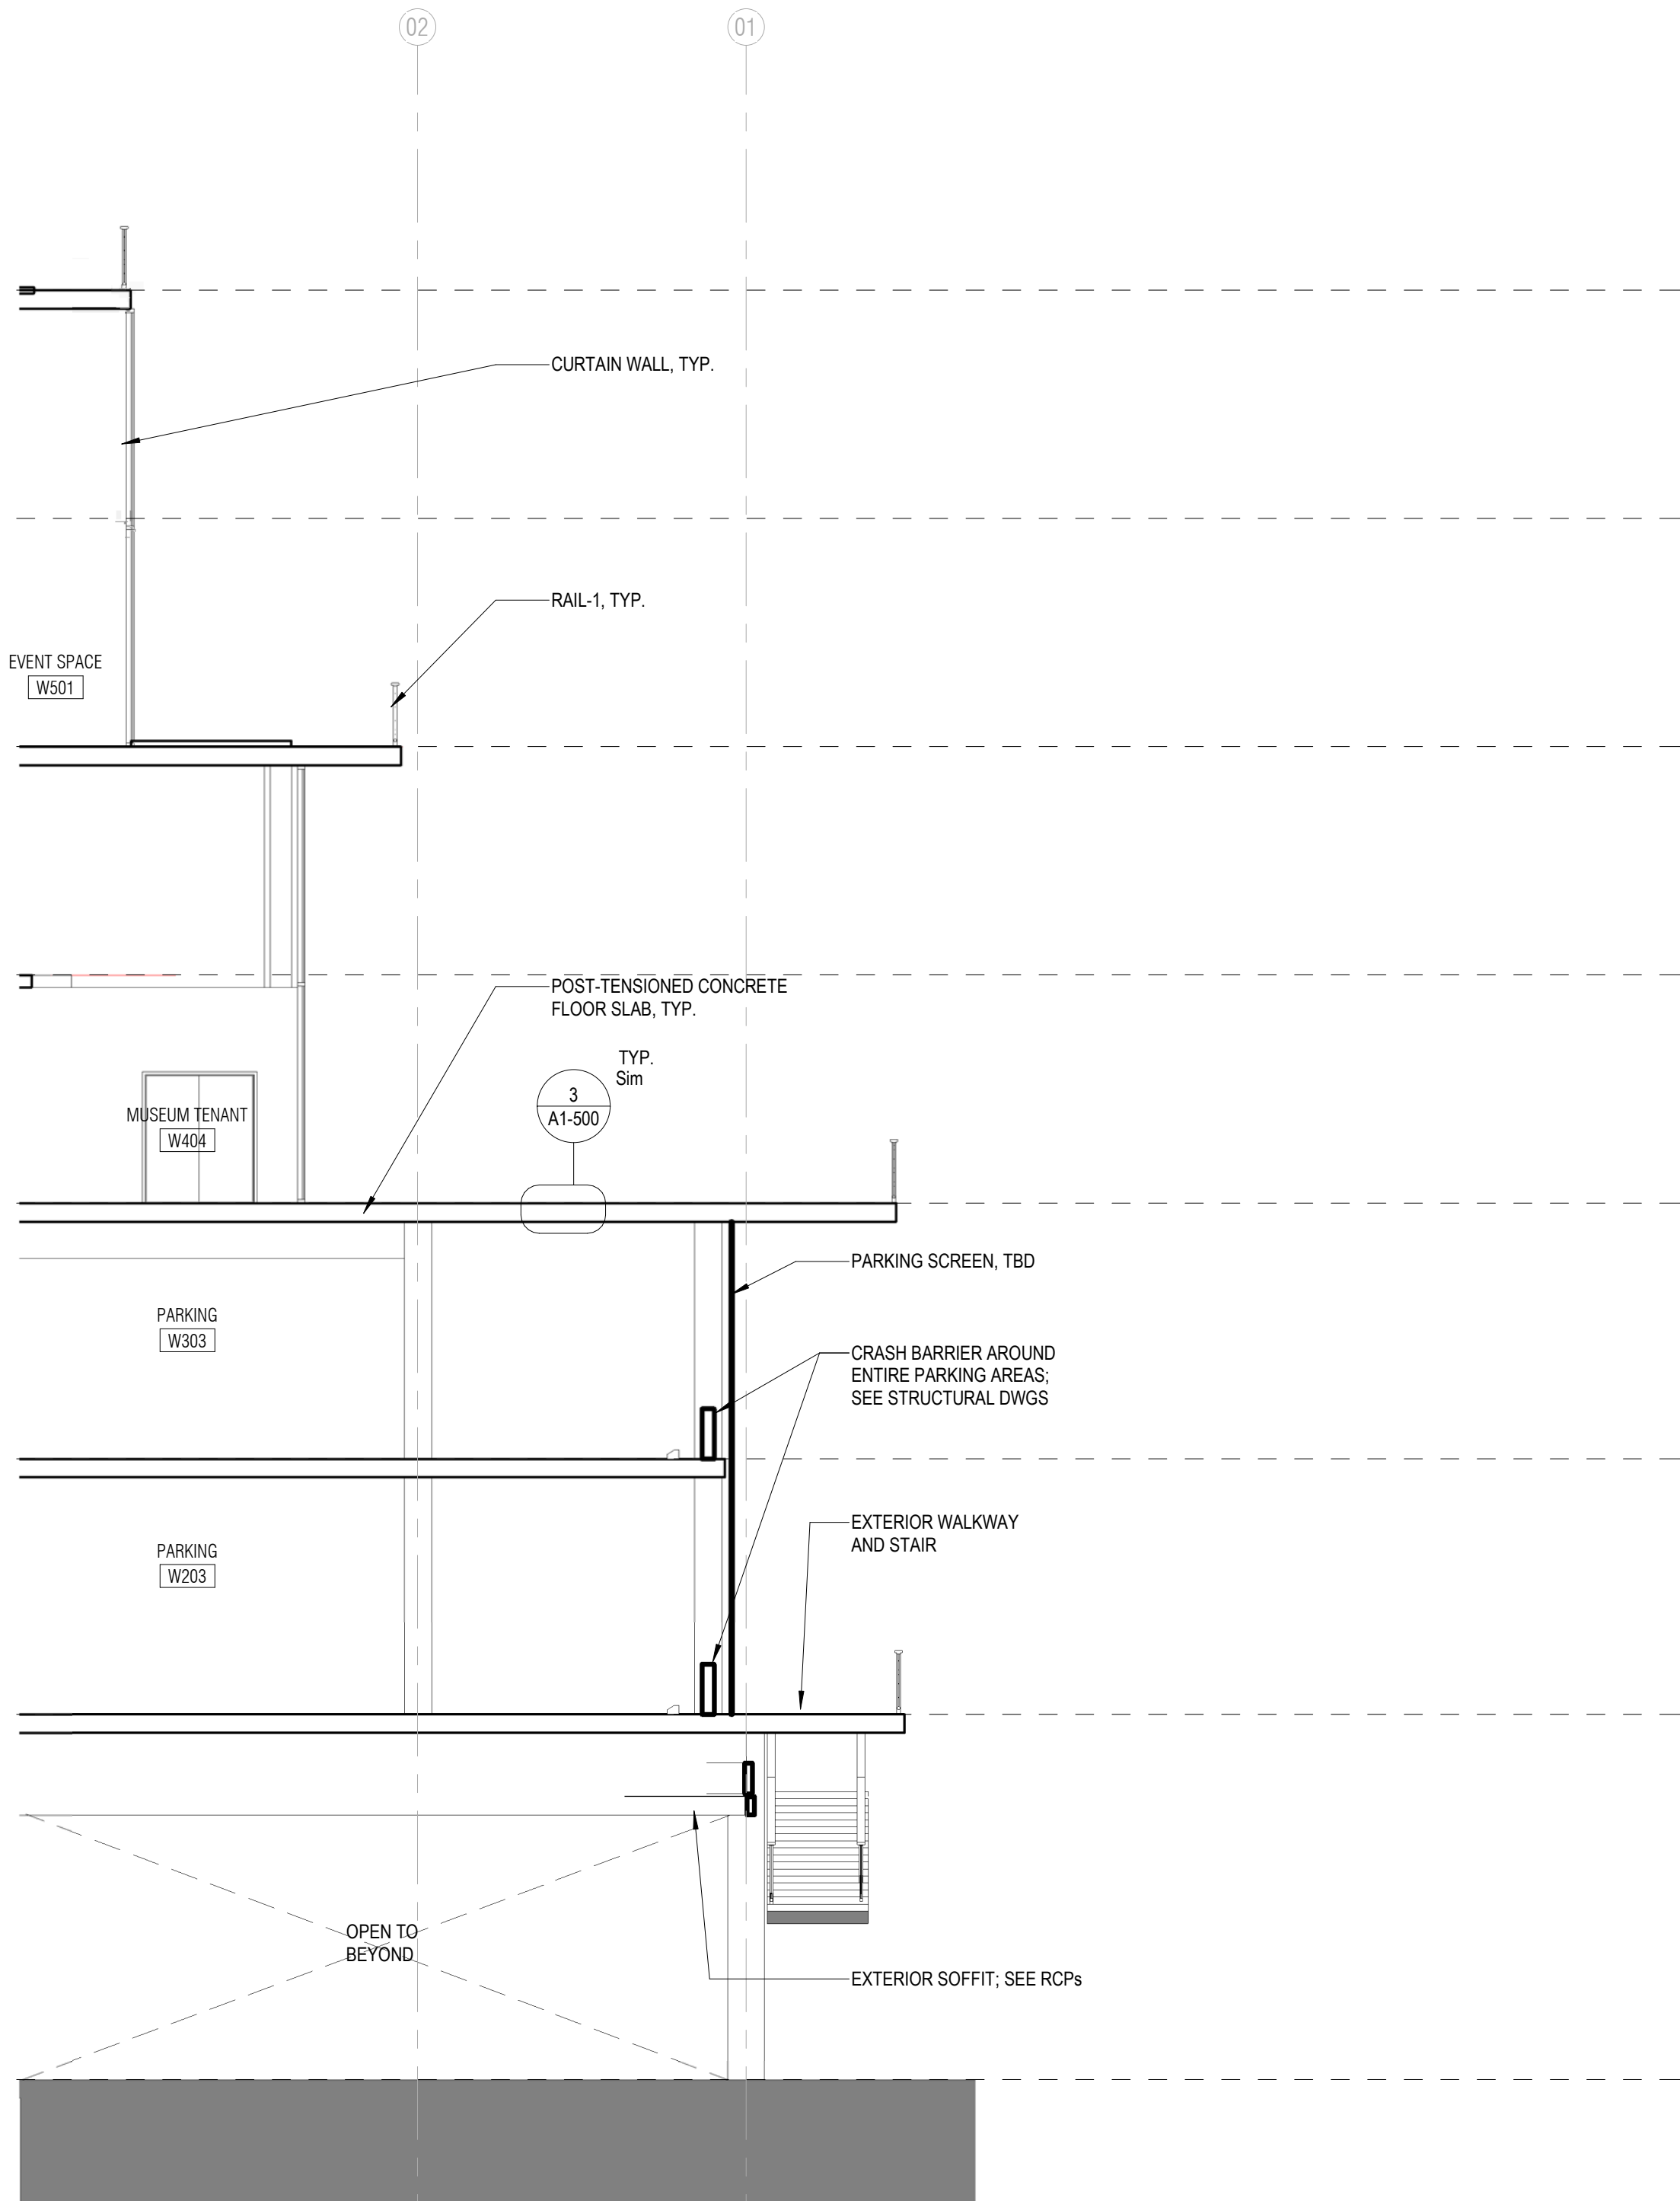 02
01
CURTAIN WALL, TYP.
RAIL-1, TYP.
EVENT SPACE
W501
POST-TENSIONED CONCRETE
FLOOR SLAB, TYP.
TYP.
Sim
3
A1-500
MUSEUM TENANT
W404
PARKING SCREEN, TBD
PARKING
W303
CRASH BARRIER AROUND
ENTIRE PARKING AREAS;
SEE STRUCTURAL DWGS
EXTERIOR WALKWAY
AND STAIR
PARKING
W203
OPEN TO
BEYOND
EXTERIOR SOFFIT; SEE RCPs